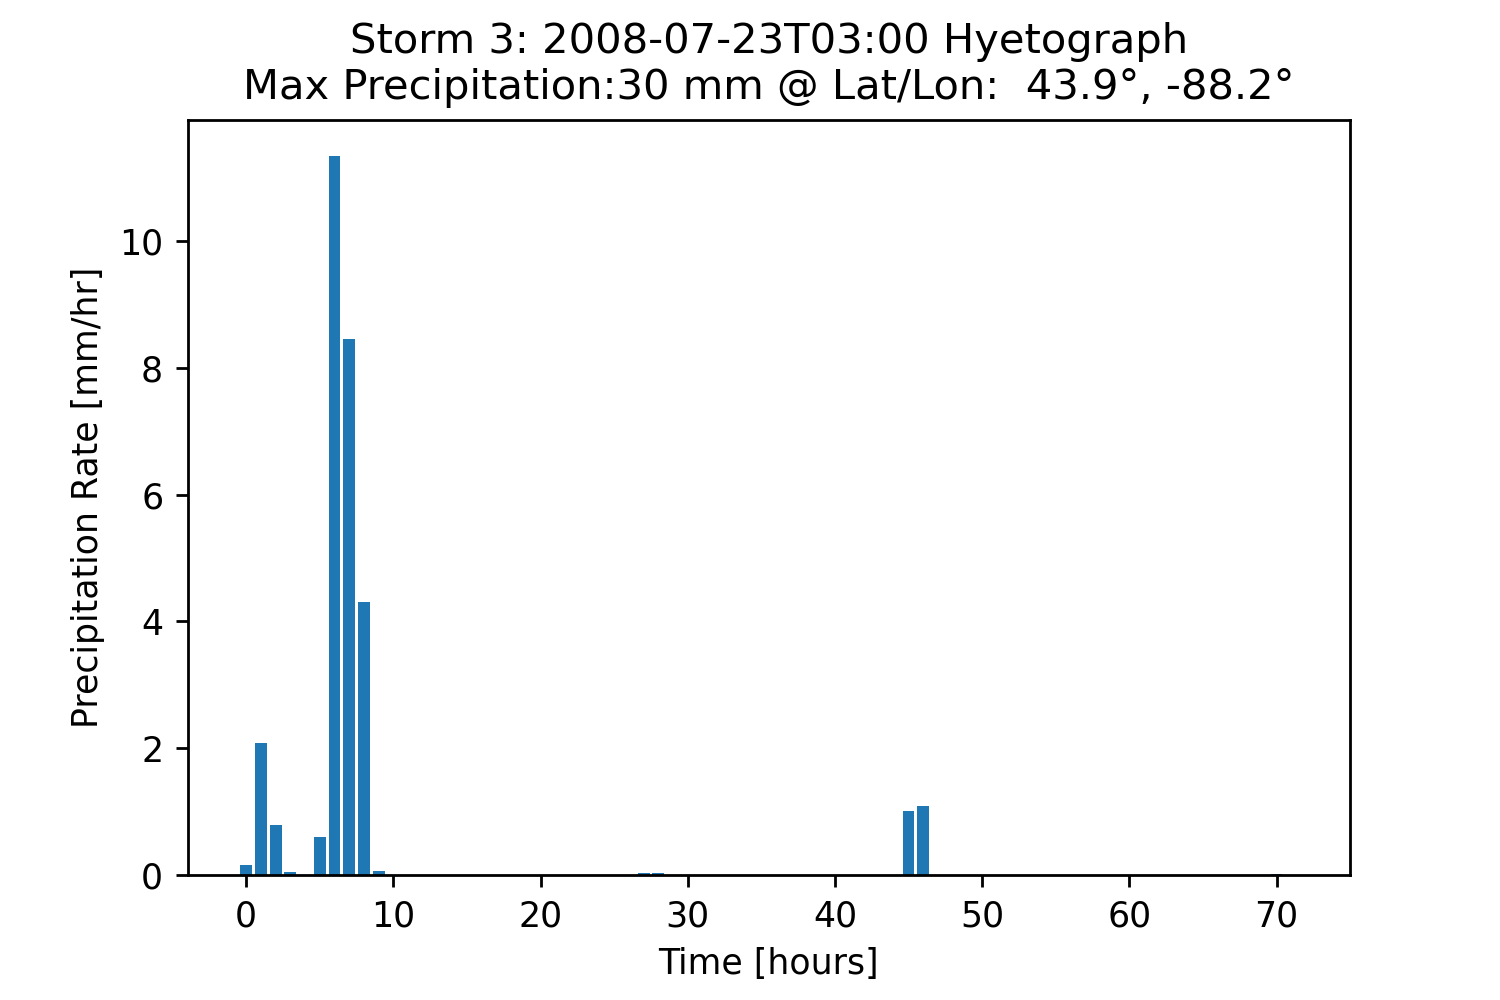 Storm 3: 2008-07-23T03:00 Hyetograph
Max Precipitation:30 mm @ Lat/Lon:  43.9°, -88.2°
Precipitation Rate [mm/hr]
10
8
6
4
2
0
0 10 20 30 40 50 60 70
Time [hours]